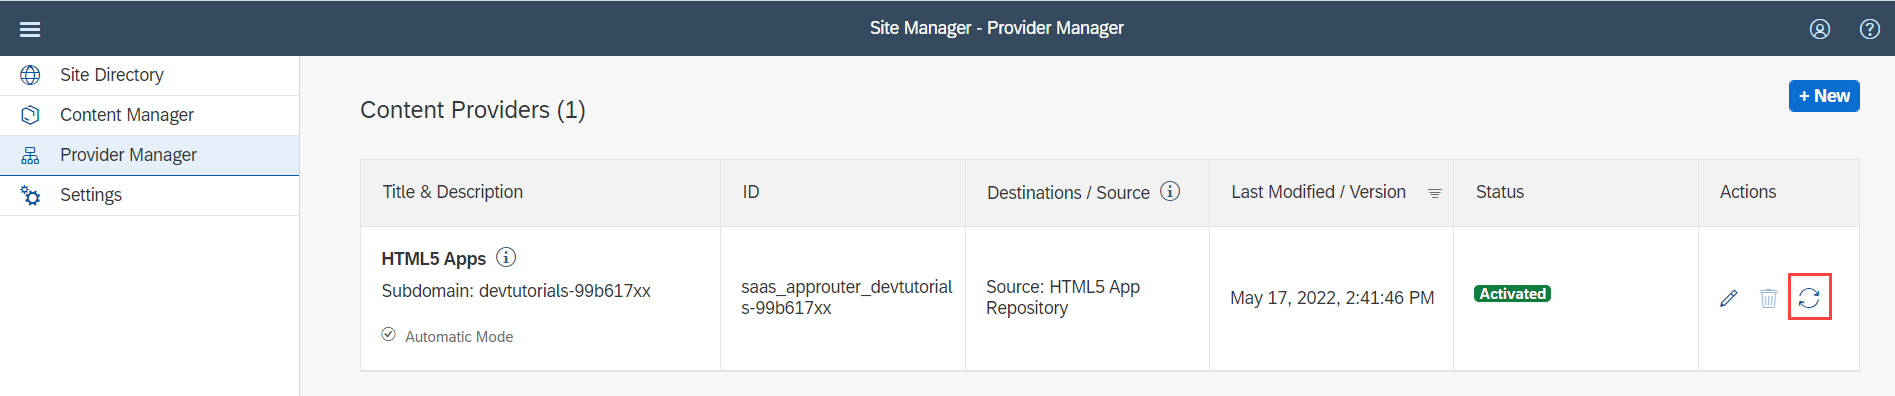 Site Manager - Provider Manager
Site Directory
Content Manager
Provider Manager
Settings
Content Providers (1)
+ New
Title & Description
ID
Destinations / Source
Last Modified / Version
Status
Actions
HTML5 Apps
Subdomain: devtutorials-99b617xx
Automatic Mode
saas_approuter_devtutorial
s-99b617xx
Source: HTML5 App
Repository
May 17, 2022, 2:41:46 PM
Activated